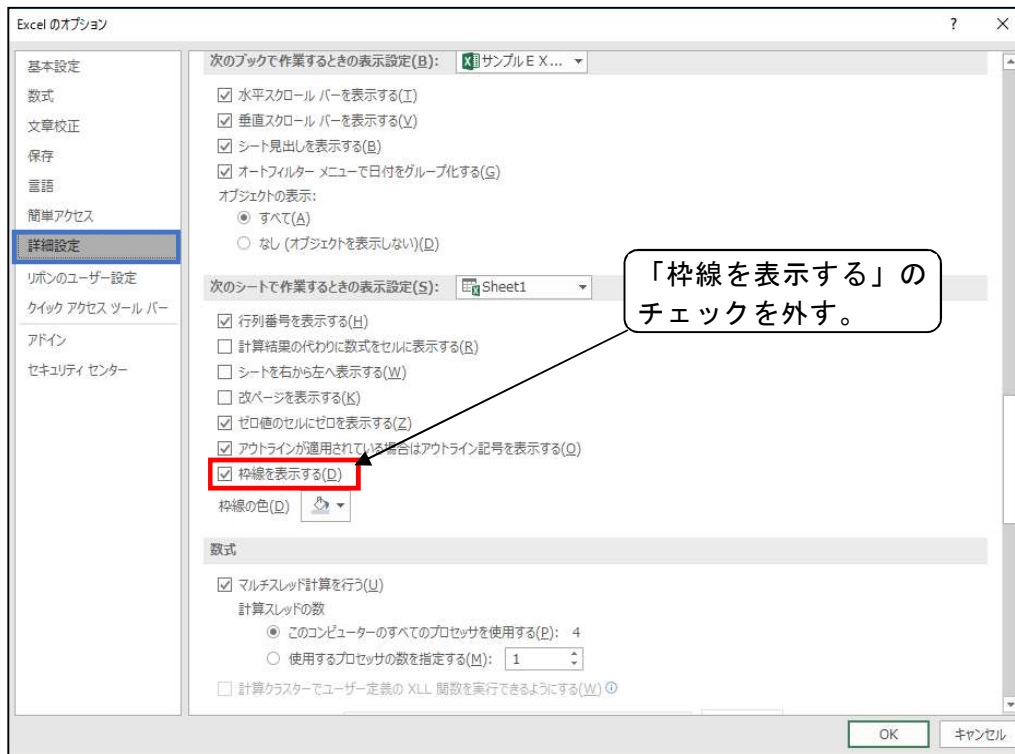 Excel のオプション
? ×
基本設定
数式
文章校正
保存
言語
簡単アクセス
詳細設定
リボンのユーザー設定
クイック アクセス ツール バー
アドイン
セキュリティ センター
次のブックで作業するときの表示設定(B): サンプルＥＸ...
水平スクロール バーを表示する(T)
垂直スクロール バーを表示する(V)
シート見出しを表示する(B)
オートフィルター メニューで日付をグループ化する(G)
オブジェクトの表示:
すべて(A)
なし (オブジェクトを表示しない)(D)
次のシートで作業するときの表示設定(S): Sheet1
行列番号を表示する(H)
計算結果の代わりに数式をセルに表示する(R)
シートを右から左へ表示する(W)
改ページを表示する(K)
ゼロ値のセルにゼロを表示する(Z)
アウトラインが適用されている場合はアウトライン記号を表示する(O)
枠線を表示する(D)
枠線の色(D)
「枠線を表示する」の
チェックを外す。
数式
マルチスレッド計算を行う(U)
計算スレッドの数
このコンピューターのすべてのプロセッサを使用する(P): 4
使用するプロセッサの数を指定する(M): 1
計算クラスターでユーザー定義の XLL 関数を実行できるようにする(W)
OK キャンセル